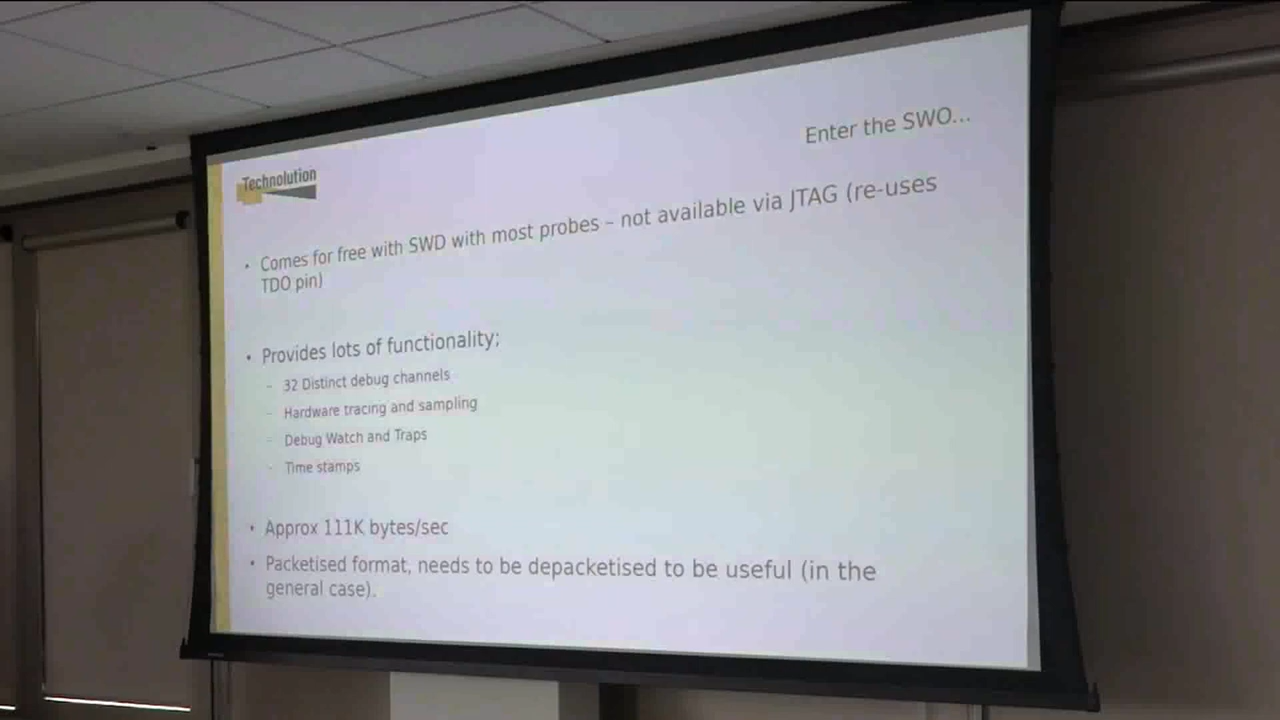 Enter the SWO...
Technolution
• Comes for free with SWD with most probes – not available via JTAG (re-uses
TDO pin)
• Provides lots of functionality;
– 32 Distinct debug channels
– Hardware tracing and sampling
– Debug Watch and Traps
– Time stamps
• Approx 111K bytes/sec
• Packetised format, needs to be depacketised to be useful (in the
general case).